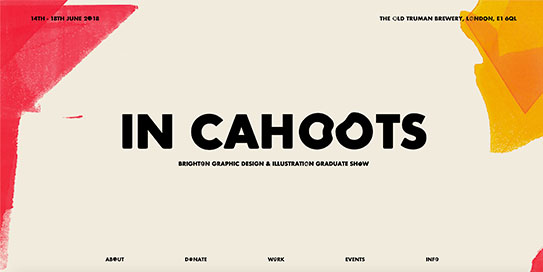 14TH - 18TH JUNE 2018
THE OLD TRUMAN BREWERY, LONDON, E1 6QL
IN CAHOOTS
BRIGHTON GRAPHIC DESIGN & ILLUSTRATION GRADUATE SHOW
ABOUT DONATE WORK EVENTS INFO